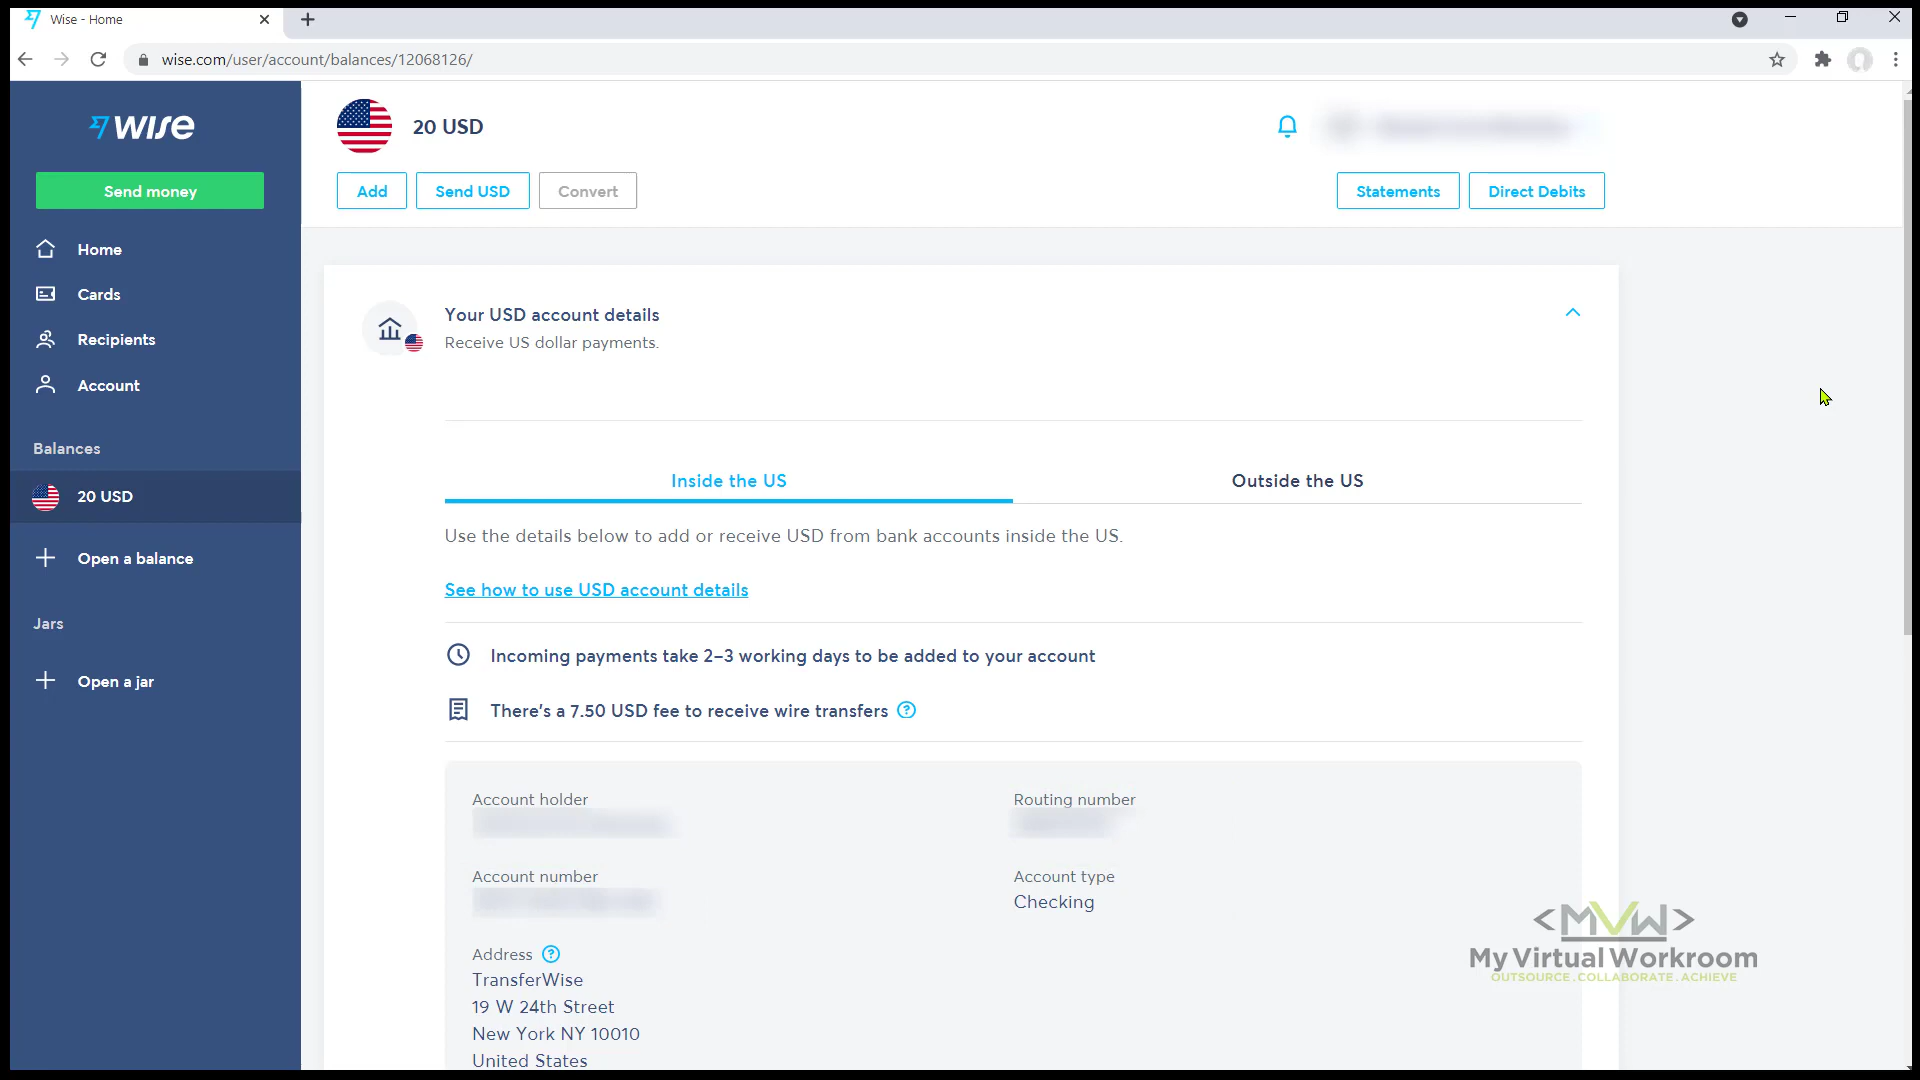 Wise - Home
wise.com/user/account/balances/12068126/
wise
20 USD
Send money
Add
Send USD
Convert
Statements
Direct Debits
Home
Cards
Recipients
Account
Balances
20 USD
Open a balance
Jars
Open a jar
Your USD account details
Receive US dollar payments.
Inside the US
Outside the US
Use the details below to add or receive USD from bank accounts inside the US.
See how to use USD account details
Incoming payments take 2–3 working days to be added to your account
There's a 7.50 USD fee to receive wire transfers
Account holder
Routing number
Account number
Account type
Checking
Address
TransferWise
19 W 24th Street
New York NY 10010
United States
<MVW>
My Virtual Workroom
OUTSOURCE . COLLABORATE . ACHIEVE